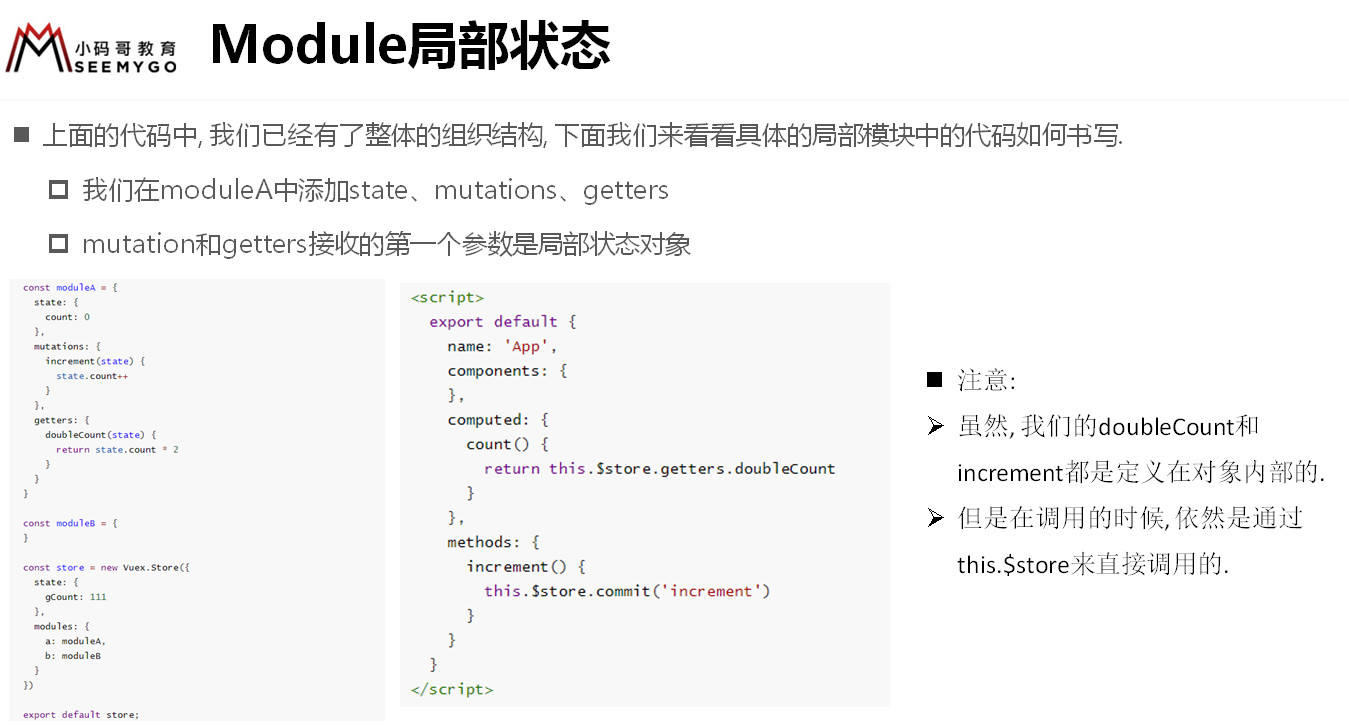 小码哥教育
SEEMYGO
Module局部状态
上面的代码中, 我们已经有了整体的组织结构, 下面我们来看看具体的局部模块中的代码如何书写.
我们在moduleA中添加state、mutations、getters
mutation和getters接收的第一个参数是局部状态对象
const moduleA = {
state: {
count: 0
},
mutations: {
increment(state) {
state.count++
}
},
getters: {
doubleCount(state) {
return state.count * 2
}
}
}
const moduleB = {
}
const store = new Vuex.Store({
state: {
gCount: 111
},
modules: {
a: moduleA,
b: moduleB
}
})
export default store;
<script>
export default {
name: 'App',
components: {
},
computed: {
count() {
return this.$store.getters.doubleCount
}
},
methods: {
increment() {
this.$store.commit('increment')
}
}
}
</script>
注意:
虽然, 我们的doubleCount和
increment都是定义在对象内部的.
但是在调用的时候, 依然是通过
this.$store来直接调用的.